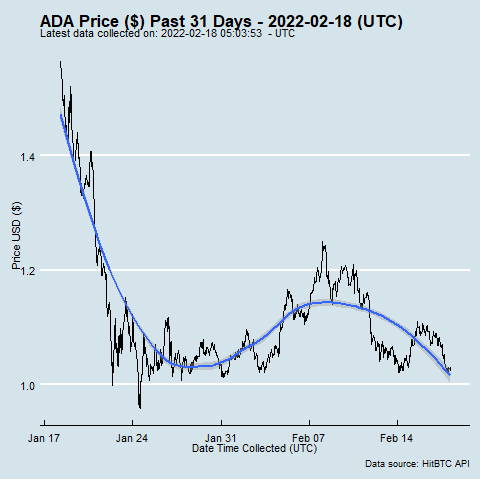 ADA Price ($) Past 31 Days - 2022-02-18 (UTC)
Latest data collected on: 2022-02-18 05:03:53 - UTC
Price USD ($)
1.4
1.2
1.0
Jan 17 Jan 24 Jan 31 Feb 07 Feb 14
Date Time Collected (UTC)
Data source: HitBTC API